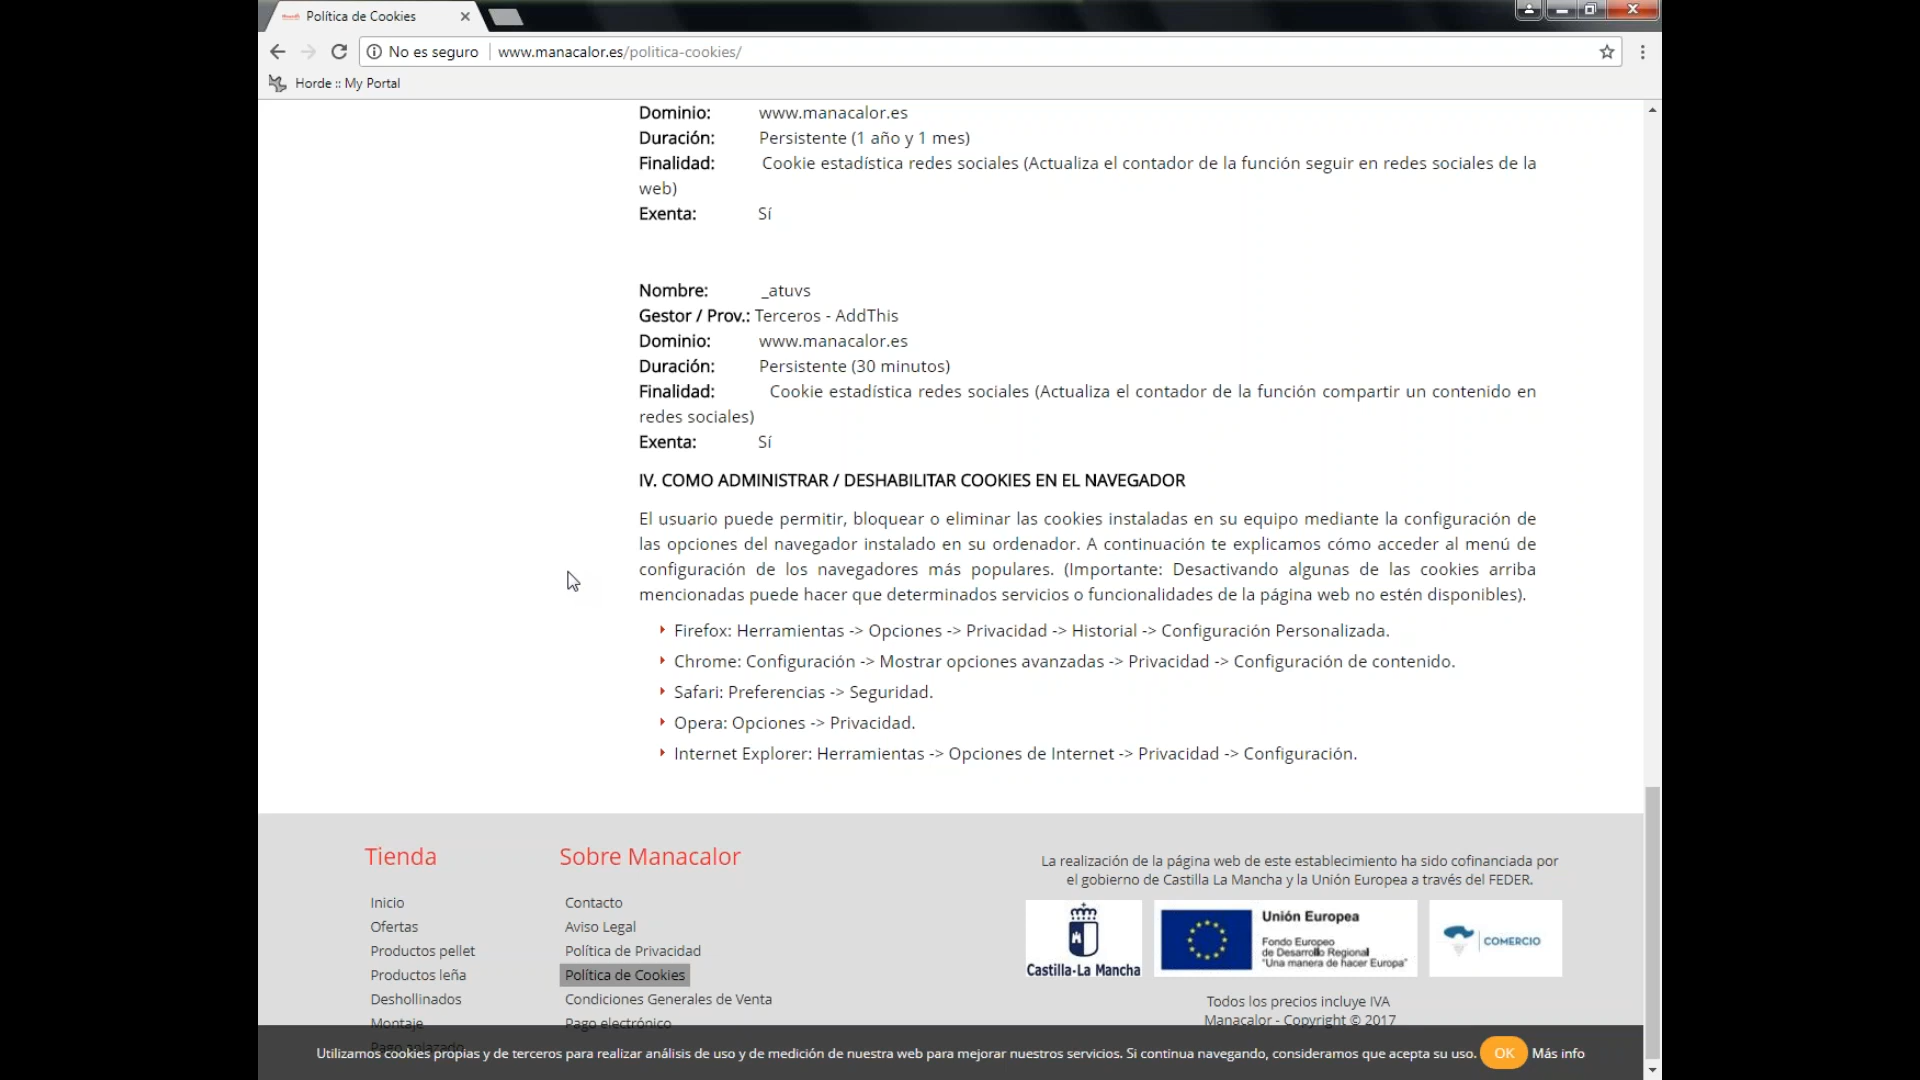 Política de Cookies
No es seguro www.manacalor.es/politica-cookies/
Horde :: My Portal
Dominio: www.manacalor.es
Duración: Persistente (1 año y 1 mes)
Finalidad: Cookie estadística redes sociales (Actualiza el contador de la función seguir en redes sociales de la
web)
Exenta: Sí
Nombre: _atuvs
Gestor / Prov.: Terceros - AddThis
Dominio: www.manacalor.es
Duración: Persistente (30 minutos)
Finalidad: Cookie estadística redes sociales (Actualiza el contador de la función compartir un contenido en
redes sociales)
Exenta: Sí
IV. COMO ADMINISTRAR / DESHABILITAR COOKIES EN EL NAVEGADOR
El usuario puede permitir, bloquear o eliminar las cookies instaladas en su equipo mediante la configuración de
las opciones del navegador instalado en su ordenador. A continuación te explicamos cómo acceder al menú de
configuración de los navegadores más populares. (Importante: Desactivando algunas de las cookies arriba
mencionadas puede hacer que determinados servicios o funcionalidades de la página web no estén disponibles).
Firefox: Herramientas -> Opciones -> Privacidad -> Historial -> Configuración Personalizada.
Chrome: Configuración -> Mostrar opciones avanzadas -> Privacidad -> Configuración de contenido.
Safari: Preferencias -> Seguridad.
Opera: Opciones -> Privacidad.
Internet Explorer: Herramientas -> Opciones de Internet -> Privacidad -> Configuración.
Tienda
Inicio
Ofertas
Productos pellet
Productos leña
Deshollinados
Montaje
Pago aplazado
Sobre Manacalor
Contacto
Aviso Legal
Política de Privacidad
Política de Cookies
Condiciones Generales de Venta
Pago electrónico
La realización de la página web de este establecimiento ha sido cofinanciada por
el gobierno de Castilla La Mancha y la Unión Europea a través del FEDER.
Castilla-La Mancha
Unión Europea
Fondo Europeo
de Desarrollo Regional
"Una manera de hacer Europa"
COMERCIO
Todos los precios incluye IVA
Manacalor - Copyright © 2017
Utilizamos cookies propias y de terceros para realizar análisis de uso y de medición de nuestra web para mejorar nuestros servicios. Si continua navegando, consideramos que acepta su uso. OK Más info